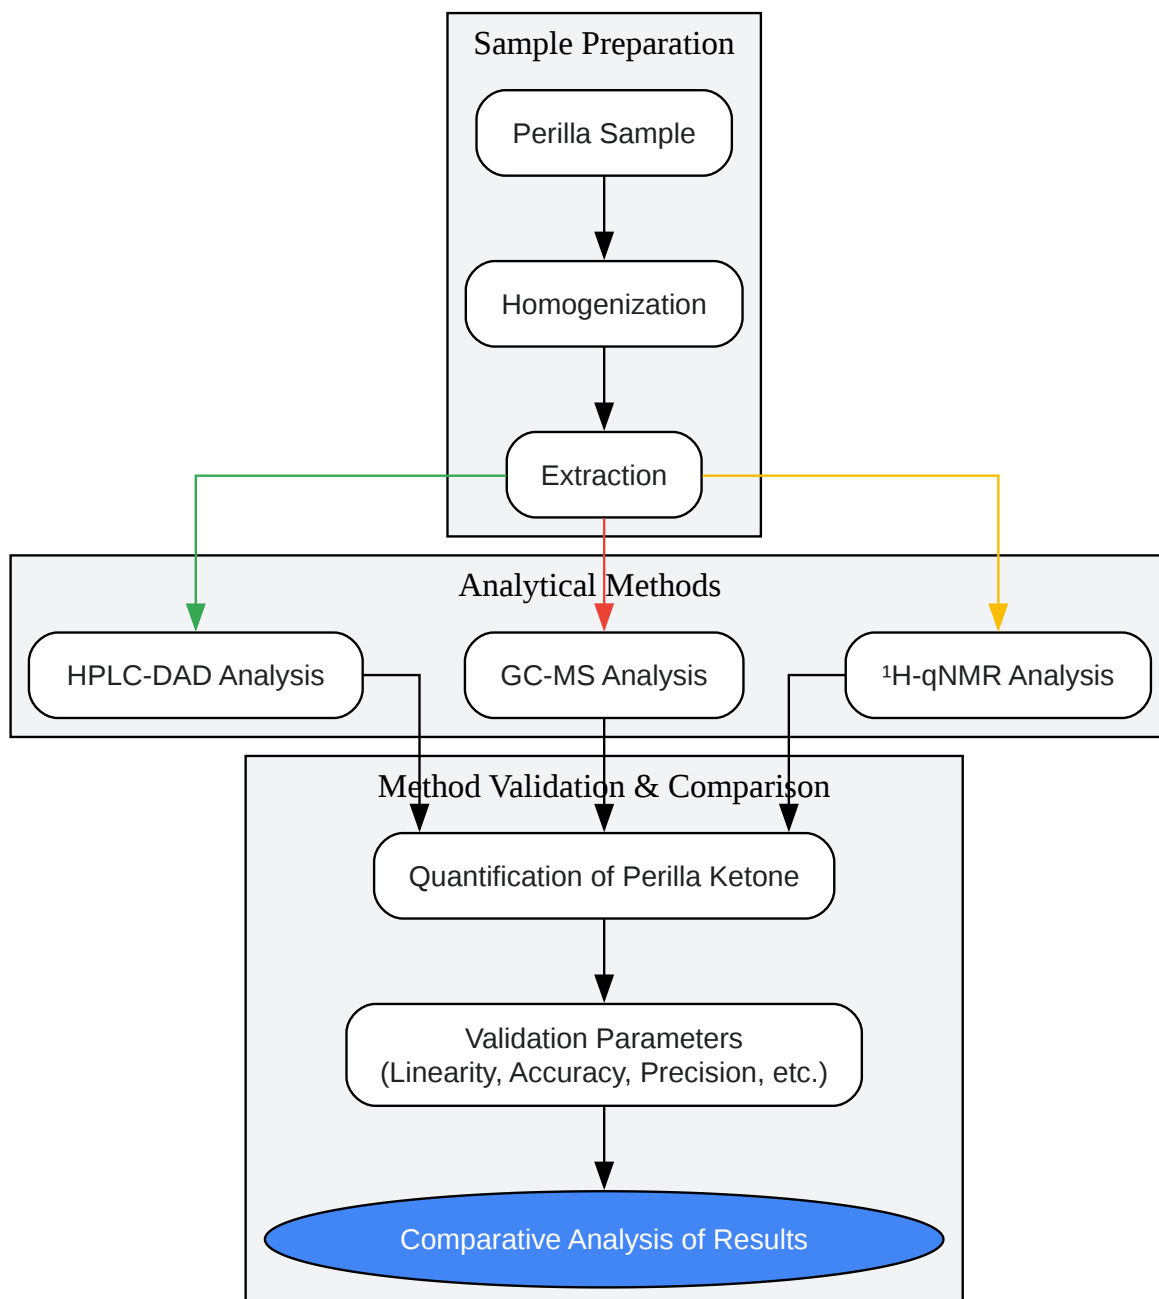 Sample Preparation
Perilla Sample
Homogenization
Extraction
Analytical Methods
HPLC-DAD Analysis
GC-MS Analysis
¹H-qNMR Analysis
Method Validation & Comparison
Quantification of Perilla Ketone
Validation Parameters
(Linearity, Accuracy, Precision, etc.)
Comparative Analysis of Results